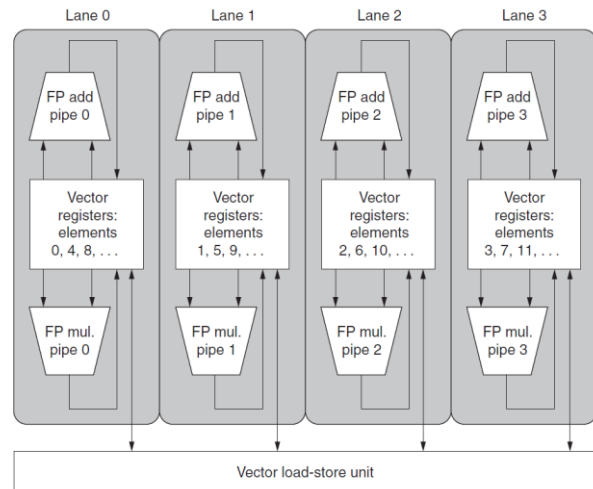 Lane 0 Lane 1 Lane 2 Lane 3
FP add FP add FP add FP add
pipe 0 pipe 1 pipe 2 pipe 3
Vector Vector Vector Vector
registers: registers: registers: registers:
elements elements elements elements
0, 4, 8, . . . 1, 5, 9, . . . 2, 6, 10, . . . 3, 7, 11, . . .
FP mul. FP mul. FP mul. FP mul.
pipe 0 pipe 1 pipe 2 pipe 3
Vector load-store unit